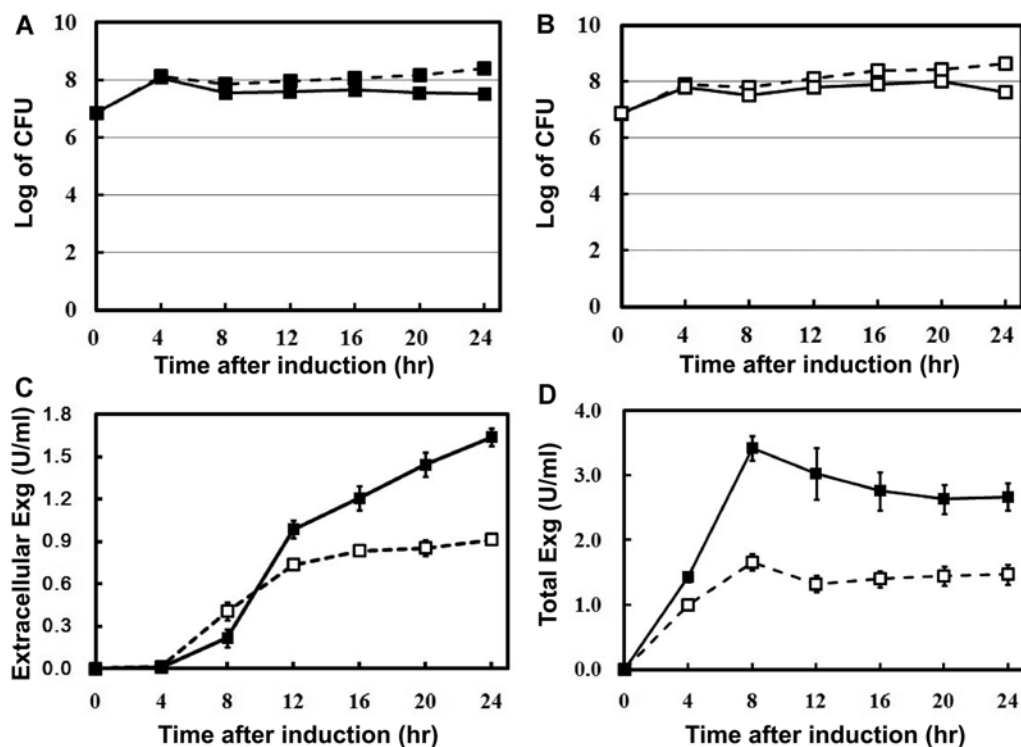 A
Log of CFU
10
8
6
4
2
0
0 4 8 12 16 20 24
Time after induction (hr)
B
Log of CFU
10
8
6
4
2
0
0 4 8 12 16 20 24
Time after induction (hr)
C
Extracellular Exg (U/ml)
1.8
1.5
1.2
0.9
0.6
0.3
0.0
0 4 8 12 16 20 24
Time after induction (hr)
D
Total Exg (U/ml)
4.0
3.0
2.0
1.0
0.0
0 4 8 12 16 20 24
Time after induction (hr)